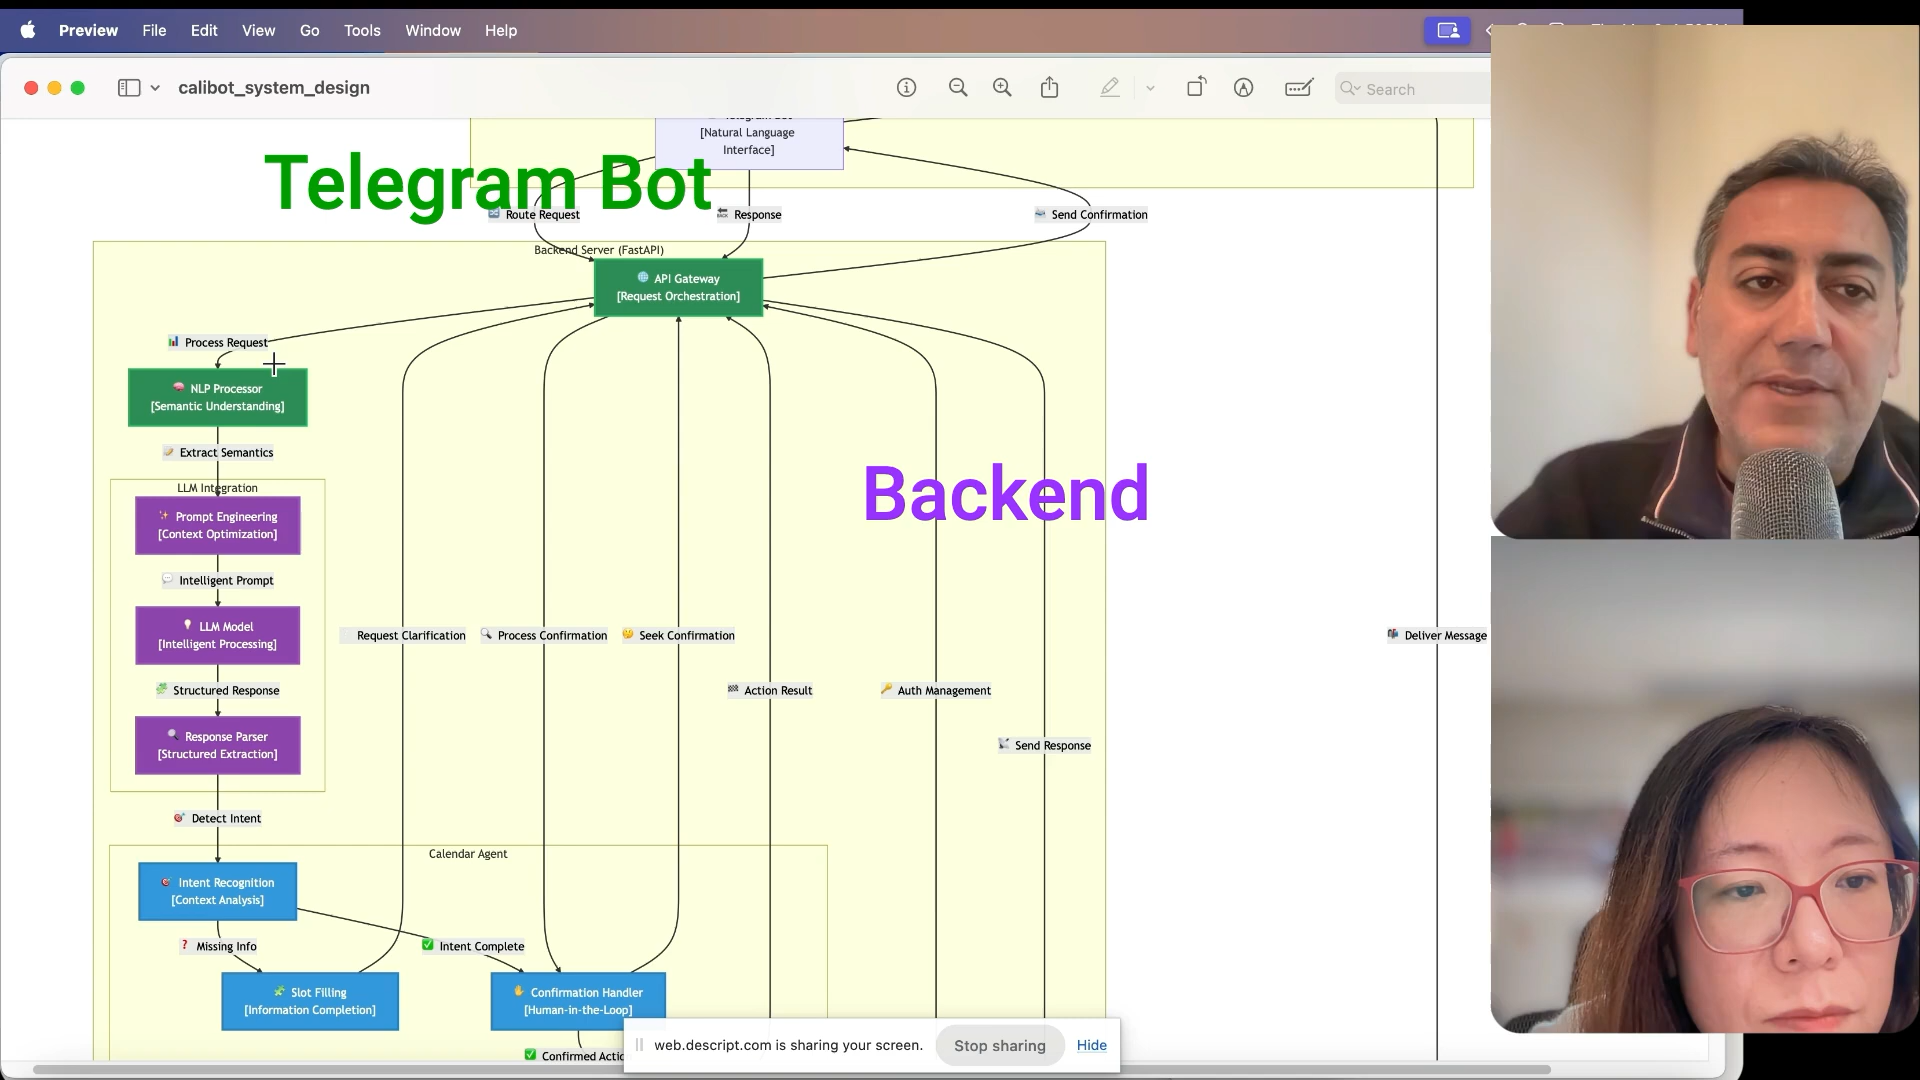 Preview File Edit View Go Tools Window Help
calibot_system_design
Search
[Natural Language
Interface]
Telegram Bot
Route Request
Response
Send Confirmation
Backend Server (FastAPI)
API Gateway
[Request Orchestration]
Process Request
NLP Processor
[Semantic Understanding]
Extract Semantics
LLM Integration
Prompt Engineering
[Context Optimization]
Backend
Intelligent Prompt
LLM Model
[Intelligent Processing]
Request Clarification
Process Confirmation
Seek Confirmation
Deliver Message
Structured Response
Action Result
Auth Management
Response Parser
[Structured Extraction]
Send Response
Detect Intent
Calendar Agent
Intent Recognition
[Context Analysis]
Missing Info
Intent Complete
Slot Filling
[Information Completion]
Confirmation Handler
[Human-in-the-Loop]
Confirmed
web.descript.com is sharing your screen.
Stop sharing
Hide